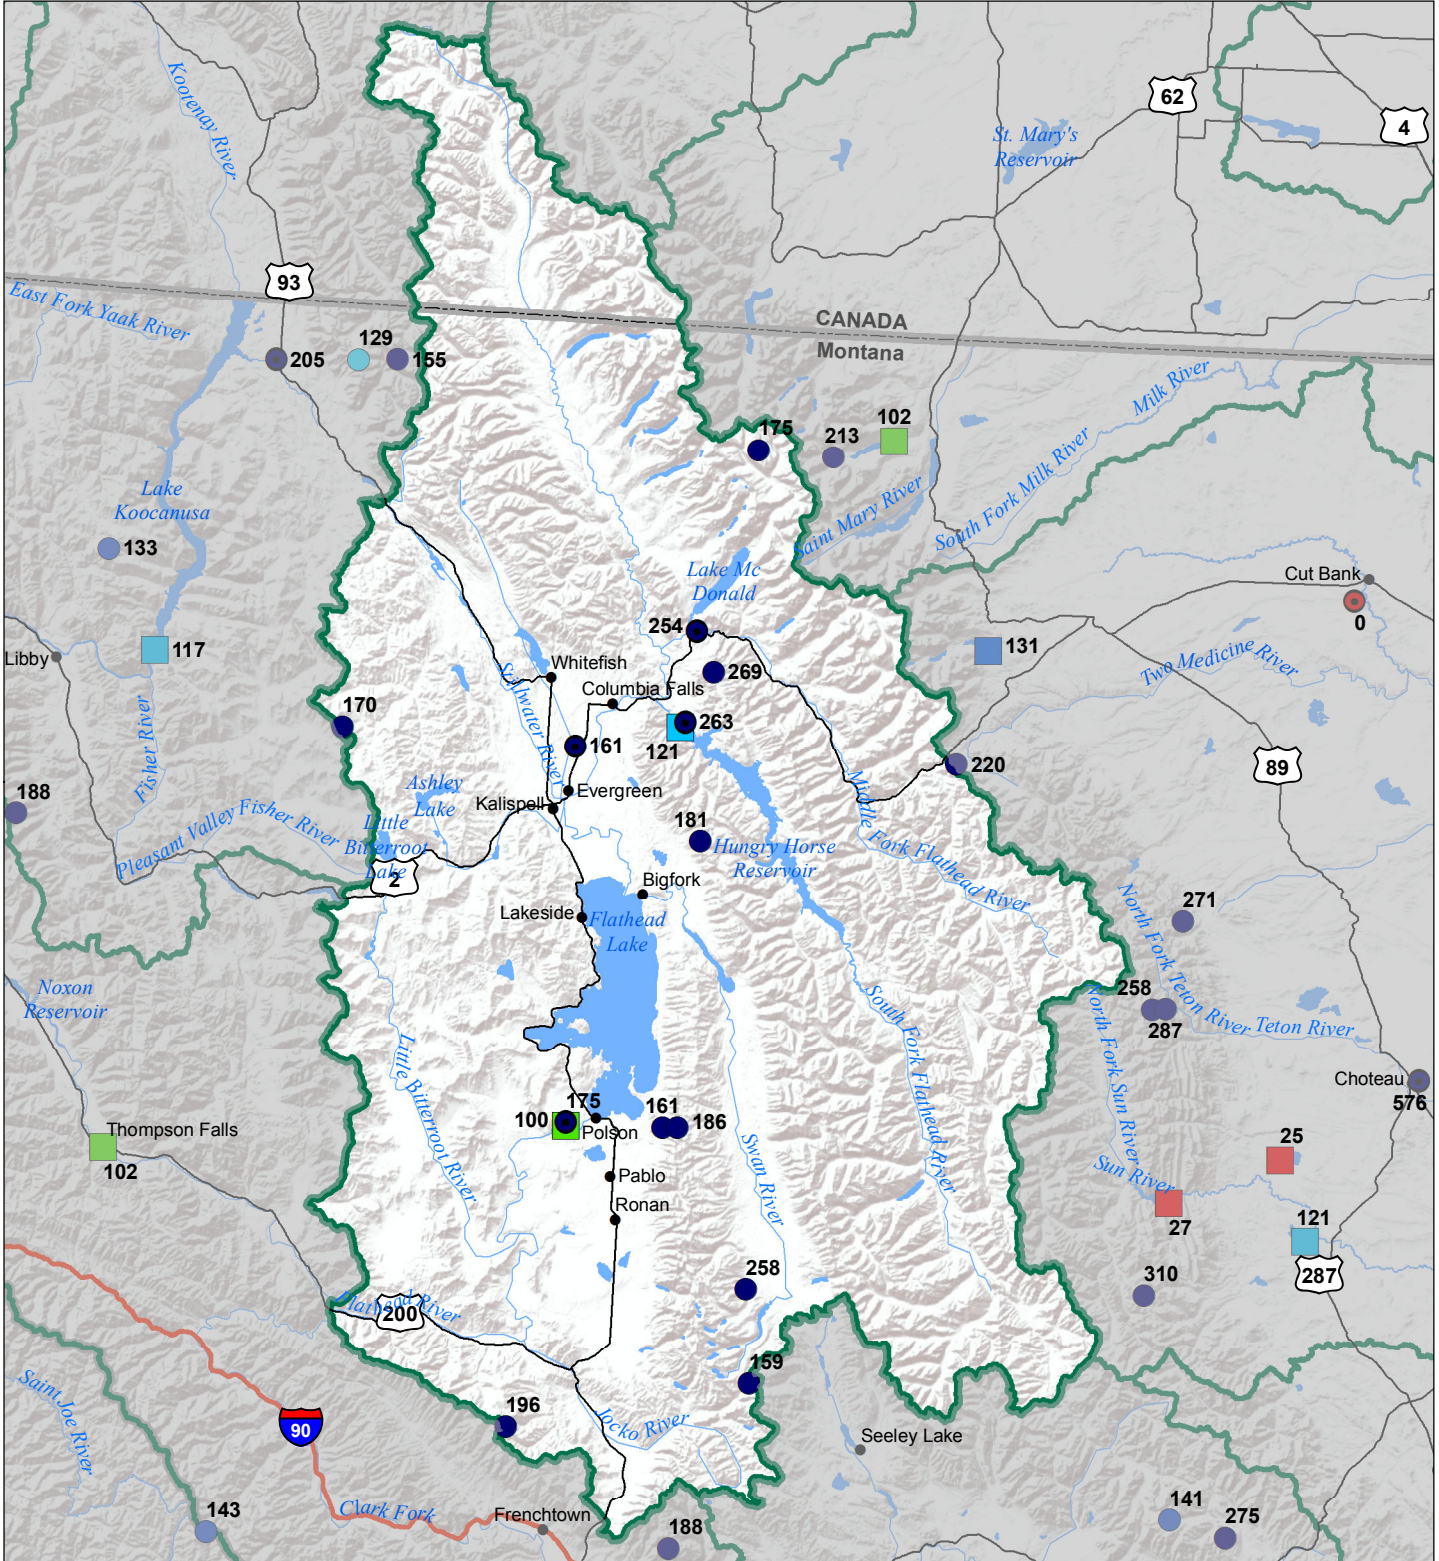 62
4
Kootenay River
St. Mary's
Reservoir
93
East Fork Yaak River
CANADA
Montana
205
129
155
Milk River
175
213
102
South Fork Milk River
Saint Mary River
Lake
Koocanusa
133
Lake Mc
Donald
Cut Bank
0
254
131
Libby
117
Whitefish
269
Two Medicine River
Columbia Falls
Stillwater River
170
263
121
161
Fisher River
220
89
188
Ashley
Lake
Evergreen
Kalispell
Middle Fork Flathead River
Pleasant Valley Fisher River
Little
Bitterroot
Lake
2
181
Hungry Horse
Reservoir
Bigfork
Lakeside
Flathead
Lake
271
North Fork Teton River
Noxon
Reservoir
258
287
Teton River
North Fork Sun River
South Fork Flathead River
Little Bitterroot River
Choteau
576
175
100
Polson
161
186
Thompson Falls
102
Swan River
25
Sun River
27
Pablo
Ronan
121
287
258
310
Flathead River
200
159
Saint Joe River
196
Jocko River
90
Seeley Lake
Clark Fork
143
Frenchtown
188
141
275